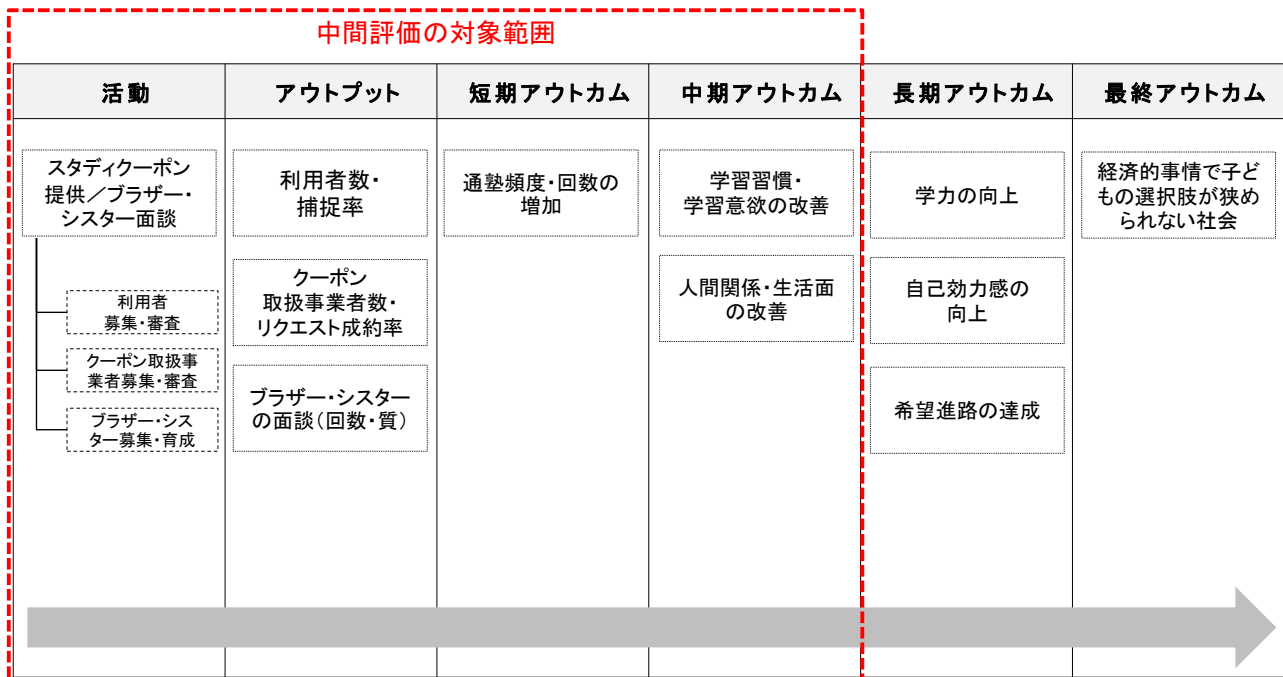 中間評価の対象範囲
活動
アウトプット
短期アウトカム
中期アウトカム
長期アウトカム
最終アウトカム
スタディクーポン
提供／ブラザー・
シスター面談
利用者
募集・審査
クーポン取扱事
業者募集・審査
ブラザー・シス
ター募集・育成
利用者数・
捕捉率
クーポン
取扱事業者数・
リクエスト成約率
ブラザー・シスター
の面談（回数・質）
通塾頻度・回数の
増加
学習習慣・
学習意欲の改善
人間関係・生活面
の改善
学力の向上
自己効力感の
向上
希望進路の達成
経済的事情で子ど
もの選択肢が狭め
られない社会